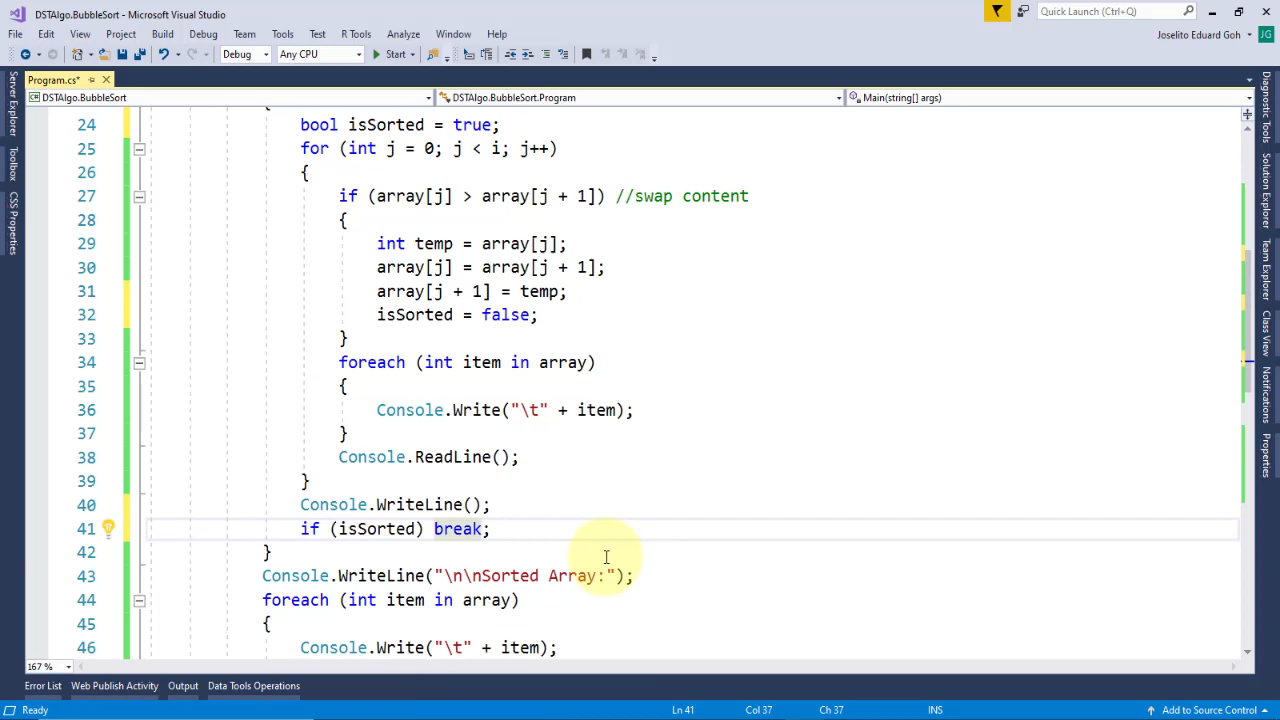 DSTAlgo.BubbleSort - Microsoft Visual Studio
Quick Launch (Ctrl+Q)
File Edit View Project Build Debug Team Tools Test R Tools Analyze Window Help
Joselito Eduard Goh JG
Debug Any CPU Start
Program.cs*
DSTAlgo.BubbleSort DSTAlgo.BubbleSort.Program Main(string[] args)
Server Explorer
Toolbox
CSS Properties
24 bool isSorted = true;
25 for (int j = 0; j < i; j++)
26 {
27 if (array[j] > array[j + 1]) //swap content
28 {
29 int temp = array[j];
30 array[j] = array[j + 1];
31 array[j + 1] = temp;
32 isSorted = false;
33 }
34 foreach (int item in array)
35 {
36 Console.Write("\t" + item);
37 }
38 Console.ReadLine();
39 }
40 Console.WriteLine();
41 if (isSorted) break;
42 }
43 Console.WriteLine("\n\nSorted Array:");
44 foreach (int item in array)
45 {
46 Console.Write("\t" + item);
Diagnostic Tools
Solution Explorer
Team Explorer
Class View
Notifications
Properties
167 %
Error List Web Publish Activity Output Data Tools Operations
Ready Ln 41 Col 37 Ch 37 INS Add to Source Control